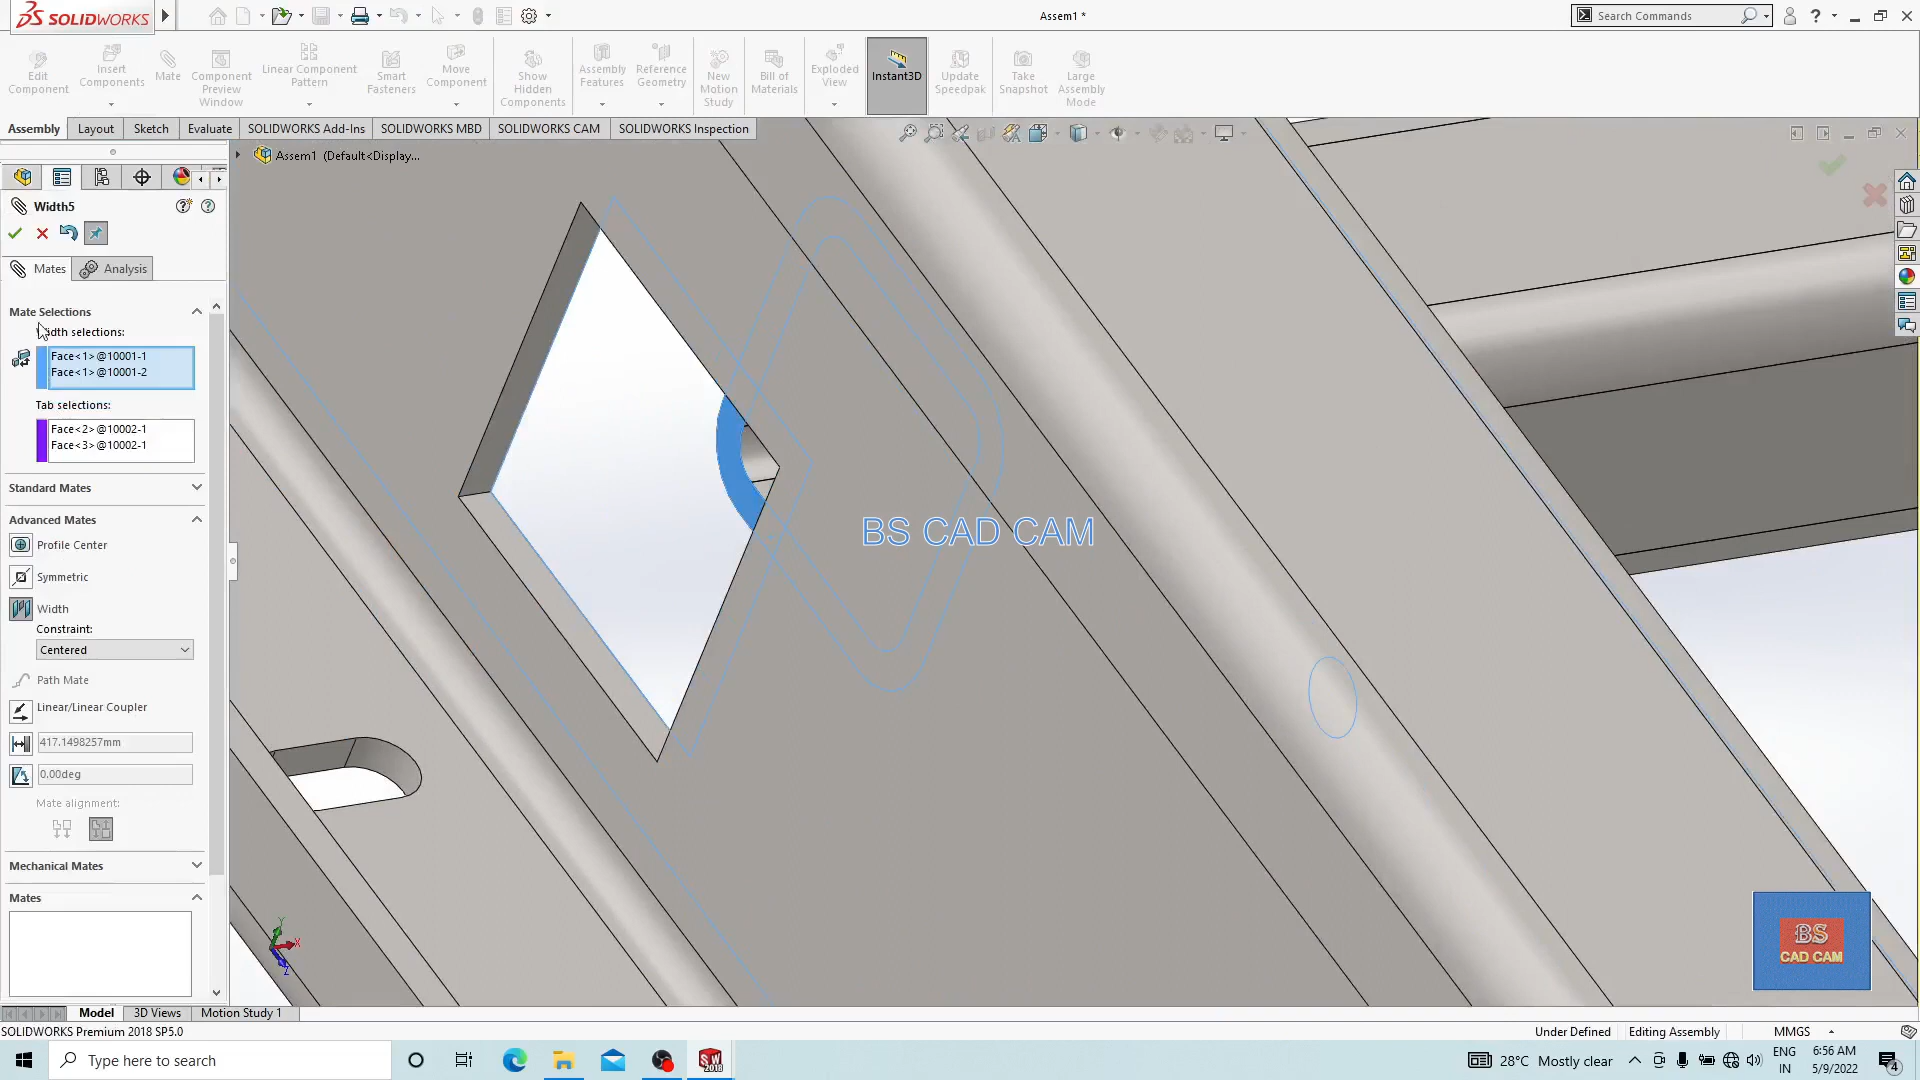 SOLIDWORKS
Assem1 *
Search Commands
Edit Component
Insert Components
Mate
Component Preview Window
Linear Component Pattern
Smart Fasteners
Move Component
Show Hidden Components
Assembly Features
Reference Geometry
New Motion Study
Bill of Materials
Exploded View
Instant3D
Update Speedpak
Take Snapshot
Large Assembly Mode
Assembly
Layout
Sketch
Evaluate
SOLIDWORKS Add-Ins
SOLIDWORKS MBD
SOLIDWORKS CAM
SOLIDWORKS Inspection
Assem1 (Default<Display...
Width5
Mates
Analysis
Mate Selections
idth selections:
Face<1>@10001-1
Face<1>@10001-2
Tab selections:
Face<2>@10002-1
Face<3>@10002-1
Standard Mates
Advanced Mates
Profile Center
Symmetric
Width
Constraint:
Centered
Path Mate
Linear/Linear Coupler
417.1498257mm
0.00deg
Mate alignment:
Mechanical Mates
Mates
BS CAD CAM
BS
CAD CAM
Y
X
Z
Model
3D Views
Motion Study 1
SOLIDWORKS Premium 2018 SP5.0
Under Defined
Editing Assembly
MMGS
Type here to search
SW
2018
28°C Mostly clear
ENG
IN
6:56 AM
5/9/2022
4